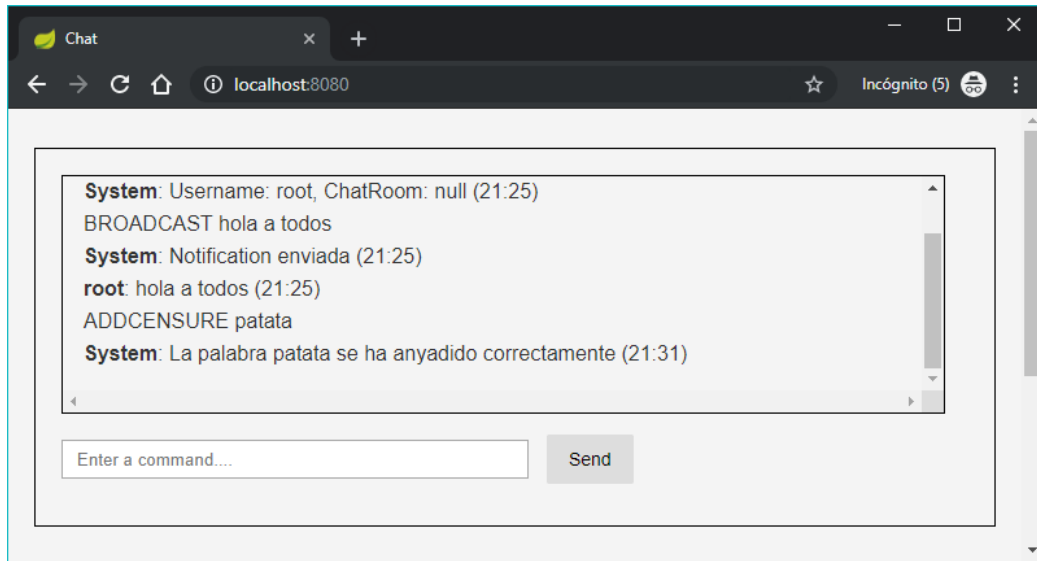 Chat
localhost:8080
Incógnito (5)
System: Username: root, ChatRoom: null (21:25)
BROADCAST hola a todos
System: Notification enviada (21:25)
root: hola a todos (21:25)
ADDCENSURE patata
System: La palabra patata se ha anyadido correctamente (21:31)
Enter a command....
Send